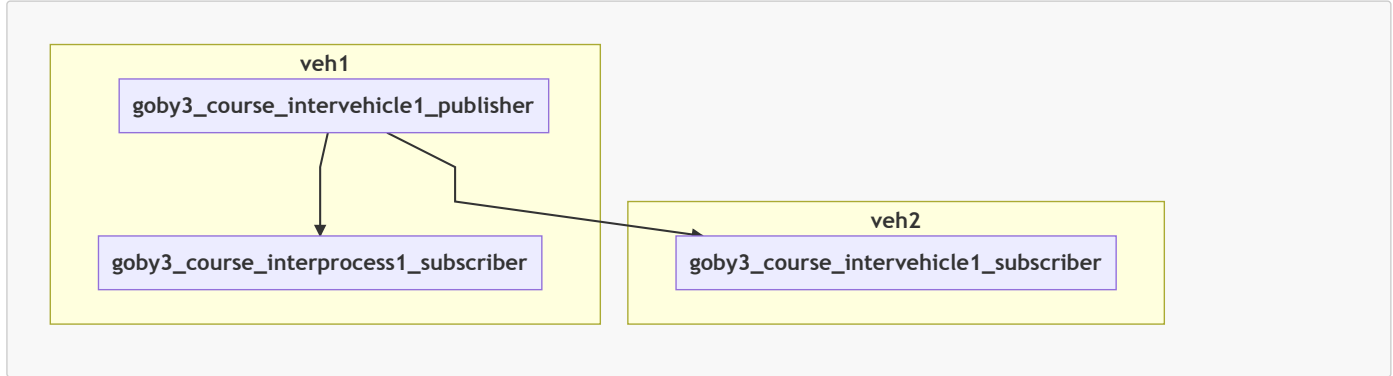 veh1
goby3_course_intervehicle1_publisher
goby3_course_interprocess1_subscriber
veh2
goby3_course_intervehicle1_subscriber